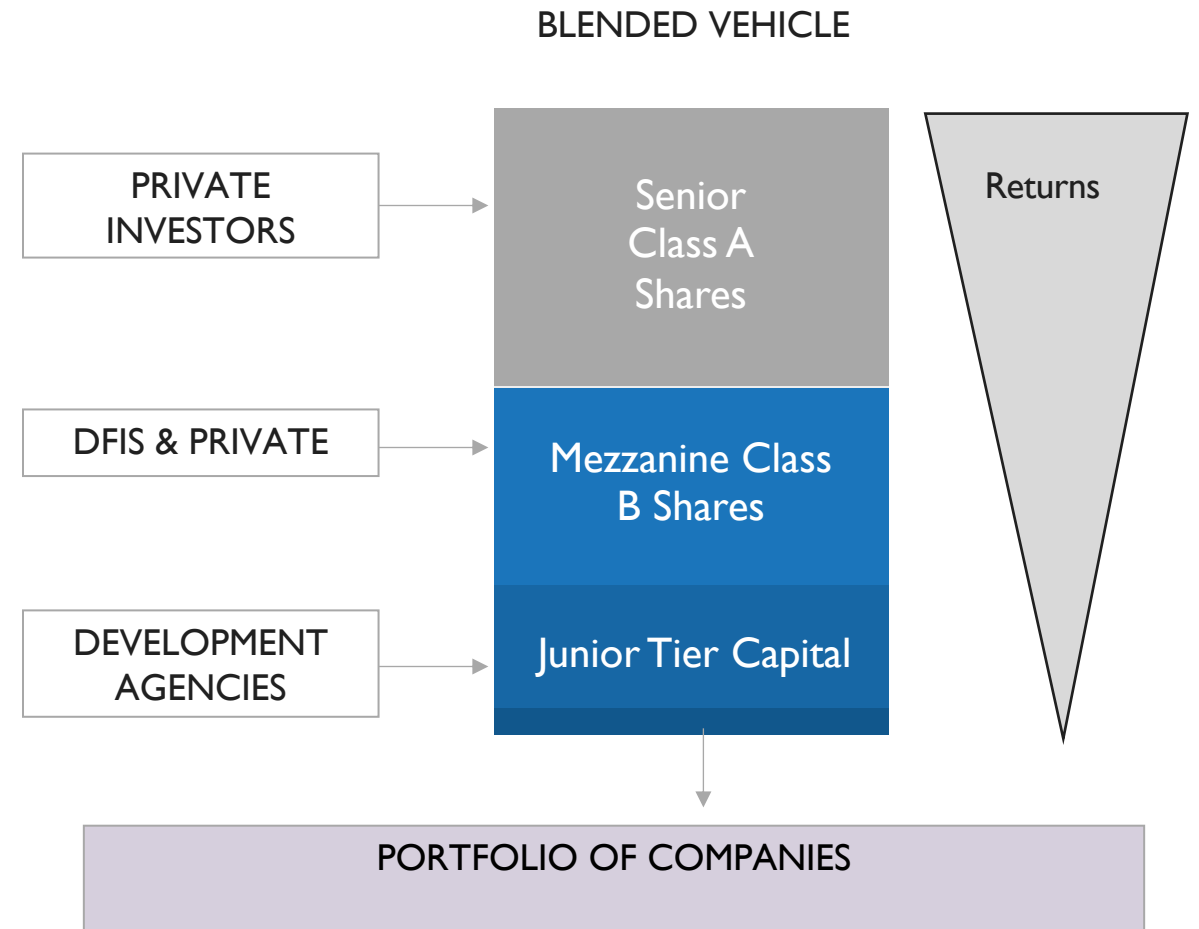 BLENDED VEHICLE
PRIVATE
INVESTORS
Senior
Class A
Shares
Returns
DFIS & PRIVATE
Mezzanine Class
B Shares
DEVELOPMENT
AGENCIES
Junior Tier Capital
PORTFOLIO OF COMPANIES